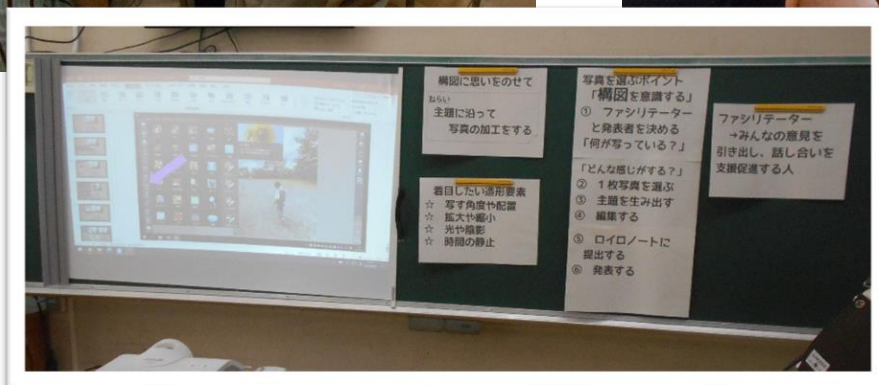 構図に思いをのせて
ねらい
主題に沿って
写真の加工をする
着目したい造形要素
☆ 写す角度や配置
☆ 拡大や縮小
☆ 光や陰影
☆ 時間の静止
写真を選ぶポイント
「構図を意識する」
① ファシリテーター
と発表者を決める
「何が写っている?」
「どんな感じがする?」
② 1枚写真を選ぶ
③ 主題を生み出す
④ 編集する
⑤ ロイロノートに
提出する
⑥ 発表する
ファシリテーター
→みんなの意見を
引き出し、話し合いを
支援促進する人